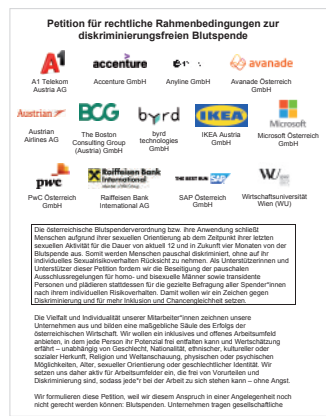 Petition für rechtliche Rahmenbedingungen zur
diskriminierungsfreien Blutspende
A1
accenture
avanade
A1 Telekom
Austria AG
Accenture GmbH
Anyline GmbH
Avanade Österreich
GmbH
Austrian
BCG
byrd
IKEA
Microsoft
Austrian
Airlines AG
The Boston
Consulting Group
(Austria) GmbH
byrd
technologies
GmbH
IKEA Austria
GmbH
Microsoft Österreich
GmbH
pwc
Raiffeisen Bank
International
THE BEST RUN SAP
WU
PwC Österreich
GmbH
Raiffeisen Bank
International AG
SAP Österreich
GmbH
Wirtschaftsuniversität
Wien (WU)
Die österreichische Blutspenderverordnung bzw. ihre Anwendung schließt
Menschen aufgrund ihrer sexuellen Orientierung ab dem Zeitpunkt ihrer letzten
sexuellen Aktivität für die Dauer von aktuell 12 und in Zukunft vier Monaten von der
Blutspende aus. Somit werden Menschen pauschal diskriminiert, ohne auf ihr
individuelles Sexualrisikoverhalten Rücksicht zu nehmen. Als Unterstützerinnen und
Unterstützer dieser Petition fordern wir die Beseitigung der pauschalen
Ausschlussregelungen für homo- und bisexuelle Männer sowie transidente
Personen und plädieren stattdessen für die gezielte Befragung aller Spender*innen
nach ihrem individuellen Risikoverhalten. Damit wollen wir ein Zeichen gegen
Diskriminierung und für mehr Inklusion und Chancengleichheit setzen.
Die Vielfalt und Individualität unserer Mitarbeiter*innen zeichnen unsere
Unternehmen aus und bilden eine maßgebliche Säule des Erfolges der
österreichischen Wirtschaft. Wir wollen ein inklusives und offenes Arbeitsumfeld
anbieten, in dem jede Person ihr Potenzial frei entfalten kann und Wertschätzung
erfährt – unabhängig von Geschlecht, Nationalität, ethnischer, kultureller oder
sozialer Herkunft, Religion und Weltanschauung, physischen oder psychischen
Möglichkeiten, Alter, sexueller Orientierung oder geschlechtlicher Identität. Wir
setzen uns daher aktiv für Arbeitsumfelder ein, die frei von Vorurteilen und
Diskriminierung sind, sodass jede*r bei der Arbeit zu sich stehen kann – ohne Angst.
Wir formulieren diese Petition, weil wir diesem Anspruch in einer Angelegenheit noch
nicht gerecht werden können: Blutspenden. Unternehmen tragen gesellschaftliche